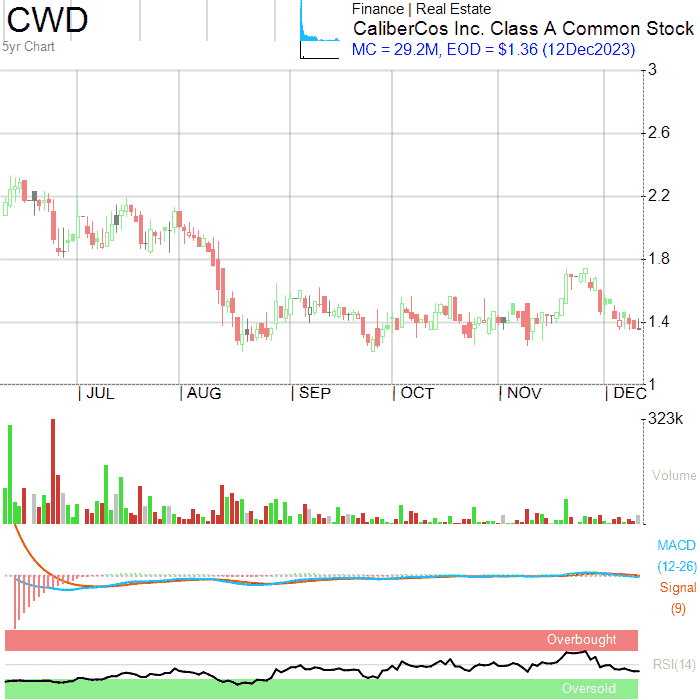 CWD
5yr Chart
Finance | Real Estate
CaliberCos Inc. Class A Common Stock
MC = 29.2M, EOD = $1.36 (12Dec2023)
3
2.6
2.2
1.8
1.4
1
| JUL | AUG | SEP | OCT | NOV | DEC
323k
Volume
MACD
(12-26)
Signal
(9)
Overbought
RSI(14)
Oversold